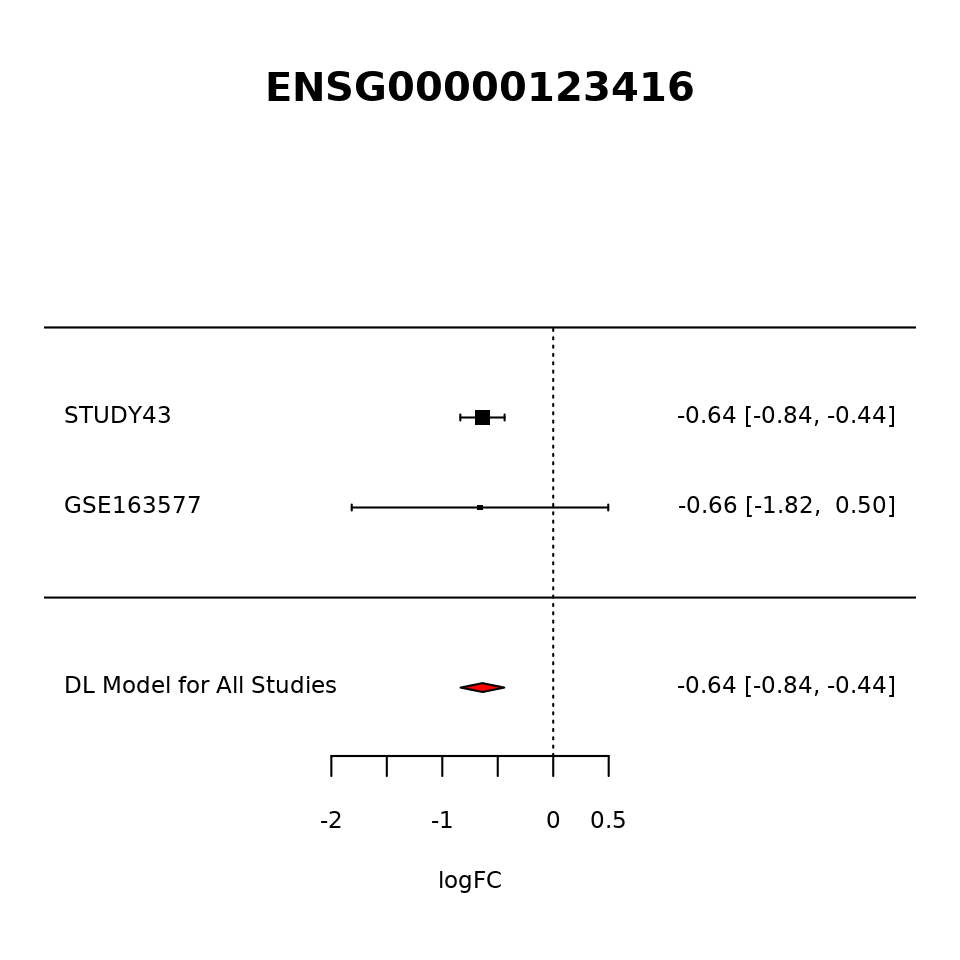 ENSG00000123416
STUDY43 -0.64 [-0.84, -0.44]
GSE163577 -0.66 [-1.82,  0.50]
DL Model for All Studies -0.64 [-0.84, -0.44]
-2 -1 0 0.5
logFC